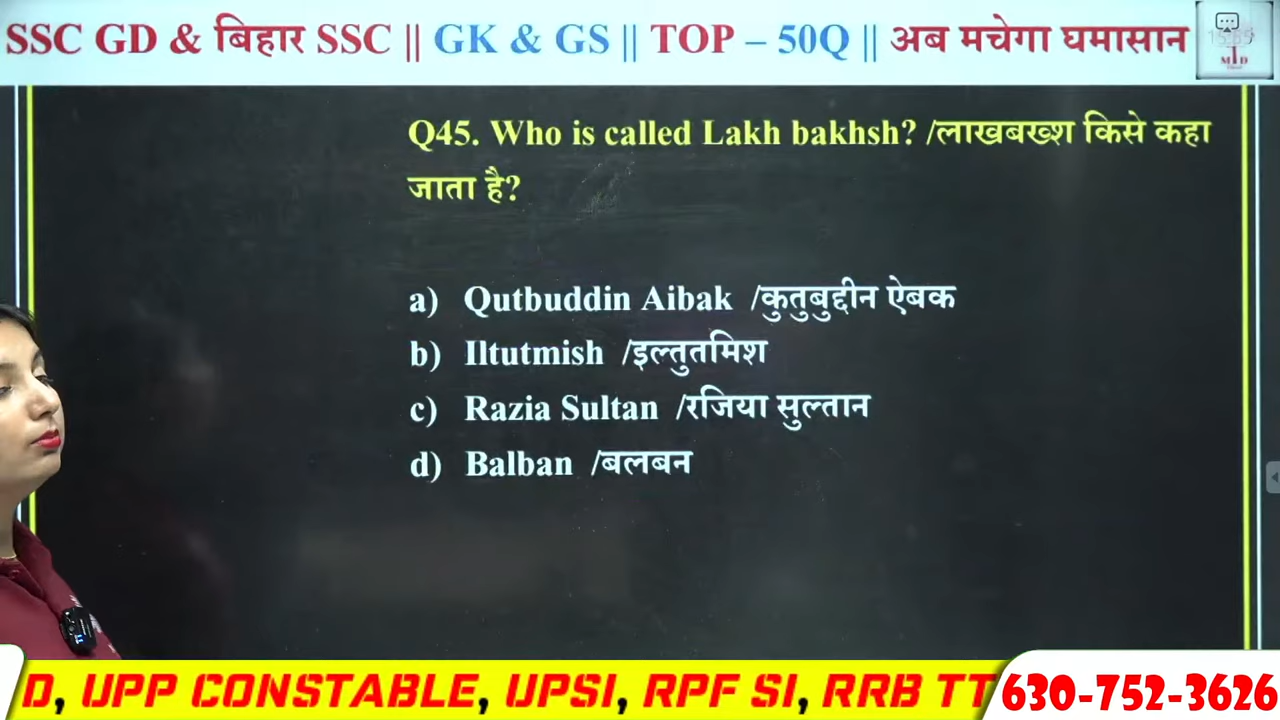 SSC GD & बिहार SSC || GK & GS || TOP – 50Q || अब मचेगा घमासान
Q45. Who is called Lakh bakhsh? /लाखबख्श किसे कहा
जाता है?
a) Qutbuddin Aibak /कुतुबुद्दीन ऐबक
b) Iltutmish /इल्तुतमिश
c) Razia Sultan /रजिया सुल्तान
d) Balban /बलबन
D, UPP CONSTABLE, UPSI, RPF SI, RRB TT
630-752-3626